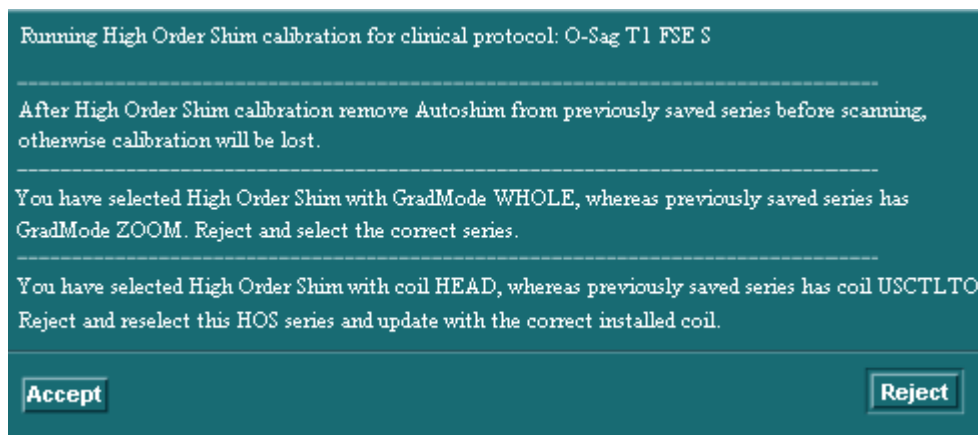 Running High Order Shim calibration for clinical protocol: O-Sag T1 FSE S
After High Order Shim calibration remove Autoshim from previously saved series before scanning,
otherwise calibration will be lost.
You have selected High Order Shim with GradMode WHOLE, whereas previously saved series has
GradMode ZOOM. Reject and select the correct series.
You have selected High Order Shim with coil HEAD, whereas previously saved series has coil USCTLTO
Reject and reselect this HOS series and update with the correct installed coil.
Accept
Reject